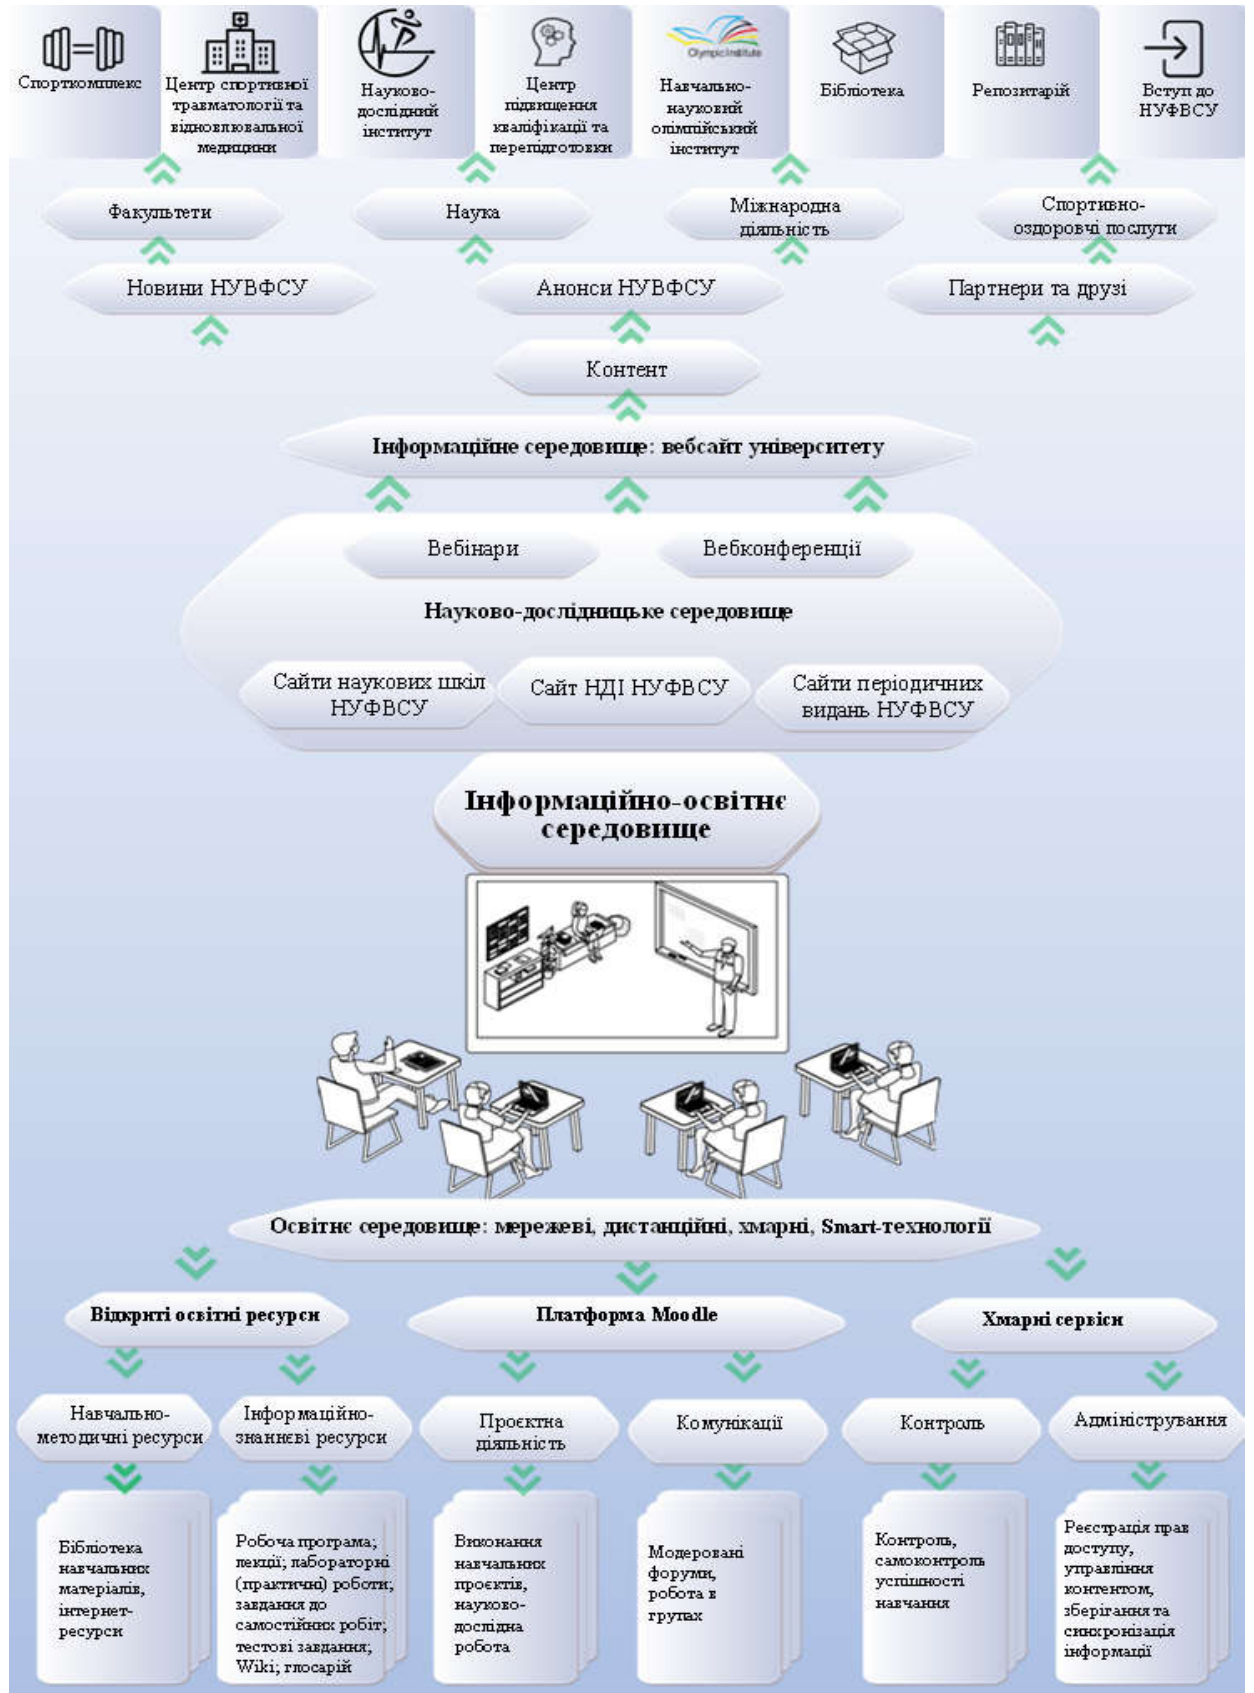 Спорткомплекс
Центр спортивної
травматології та
відновлювальної
медицини
Науково-
дослідний
інститут
Центр
підвищення
кваліфікації та
перепідготовки
Olympic Institute
Навчально-
науковий
олімпійський
інститут
Бібліотека
Репозитарій
Вступ до
НУФВСУ
Факультети
Наука
Міжнародна
діяльність
Спортивно-
оздоровчі послуги
Новини НУВФСУ
Анонси НУВФСУ
Партнери та друзі
Контент
Інформаційне середовище: вебсайт університету
Вебінари
Вебконференції
Науково-дослідницьке середовище
Сайти наукових шкіл
НУФВСУ
Сайт НДІ НУФВСУ
Сайти періодичних
видань НУФВСУ
Інформаційно-освітнє
середовище
Освітнє середовище: мережеві, дистанційні, хмарні, Smart-технології
Відкриті освітні ресурси
Платформа Moodle
Хмарні сервіси
Навчально-
методичні ресурси
Інформаційно-
знаннєві ресурси
Проєктна
діяльність
Комунікації
Контроль
Адміністрування
Бібліотека
навчальних
матеріалів,
інтернет-
ресурси
Робоча програма;
лекції; лабораторні
(практичні) роботи;
завдання до
самостійних робіт;
тестові завдання;
Wiki; глосарій
Виконання
навчальних
проєктів,
науково-
дослідна
робота
Модеровані
форуми,
робота в
групах
Контроль,
самоконтроль
успішності
навчання
Реєстрація прав
доступу,
управління
контентом,
зберігання та
синхронізація
інформації